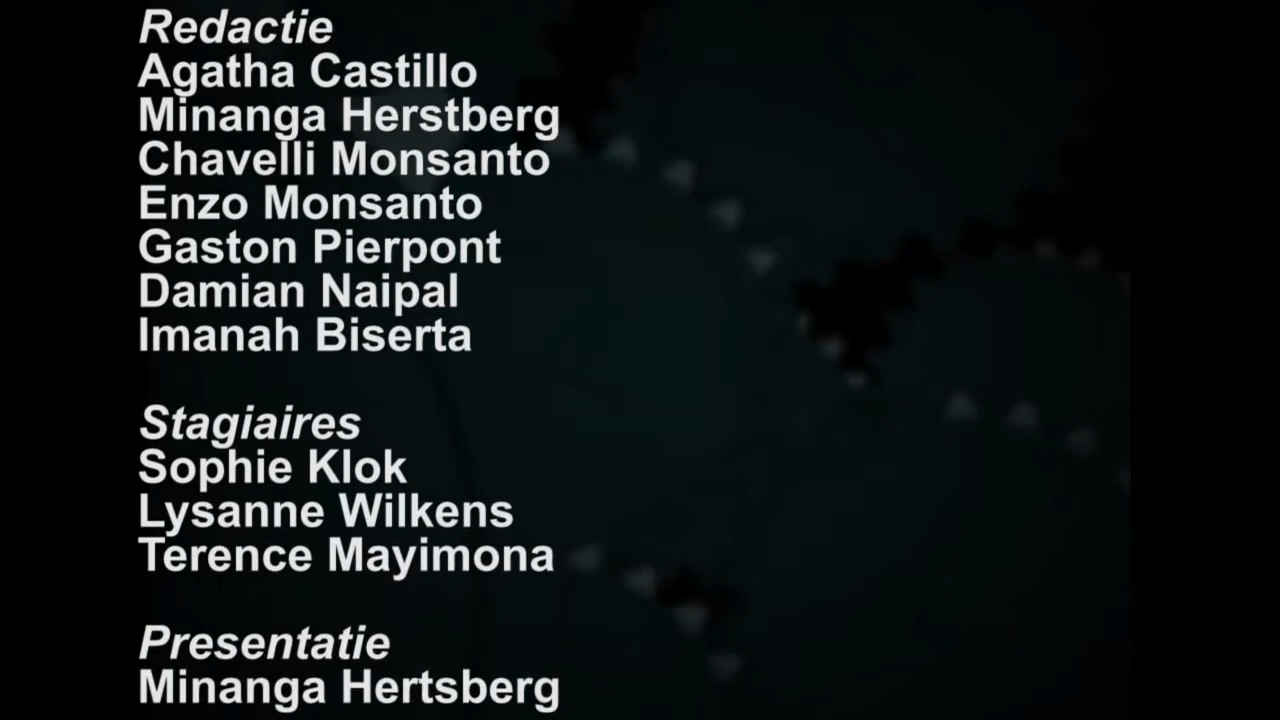 Redactie
Agatha Castillo
Minanga Herstberg
Chavelli Monsanto
Enzo Monsanto
Gaston Pierpont
Damian Naipal
Imanah Biserta
Stagiaires
Sophie Klok
Lysanne Wilkens
Terence Mayimona
Presentatie
Minanga Hertsberg